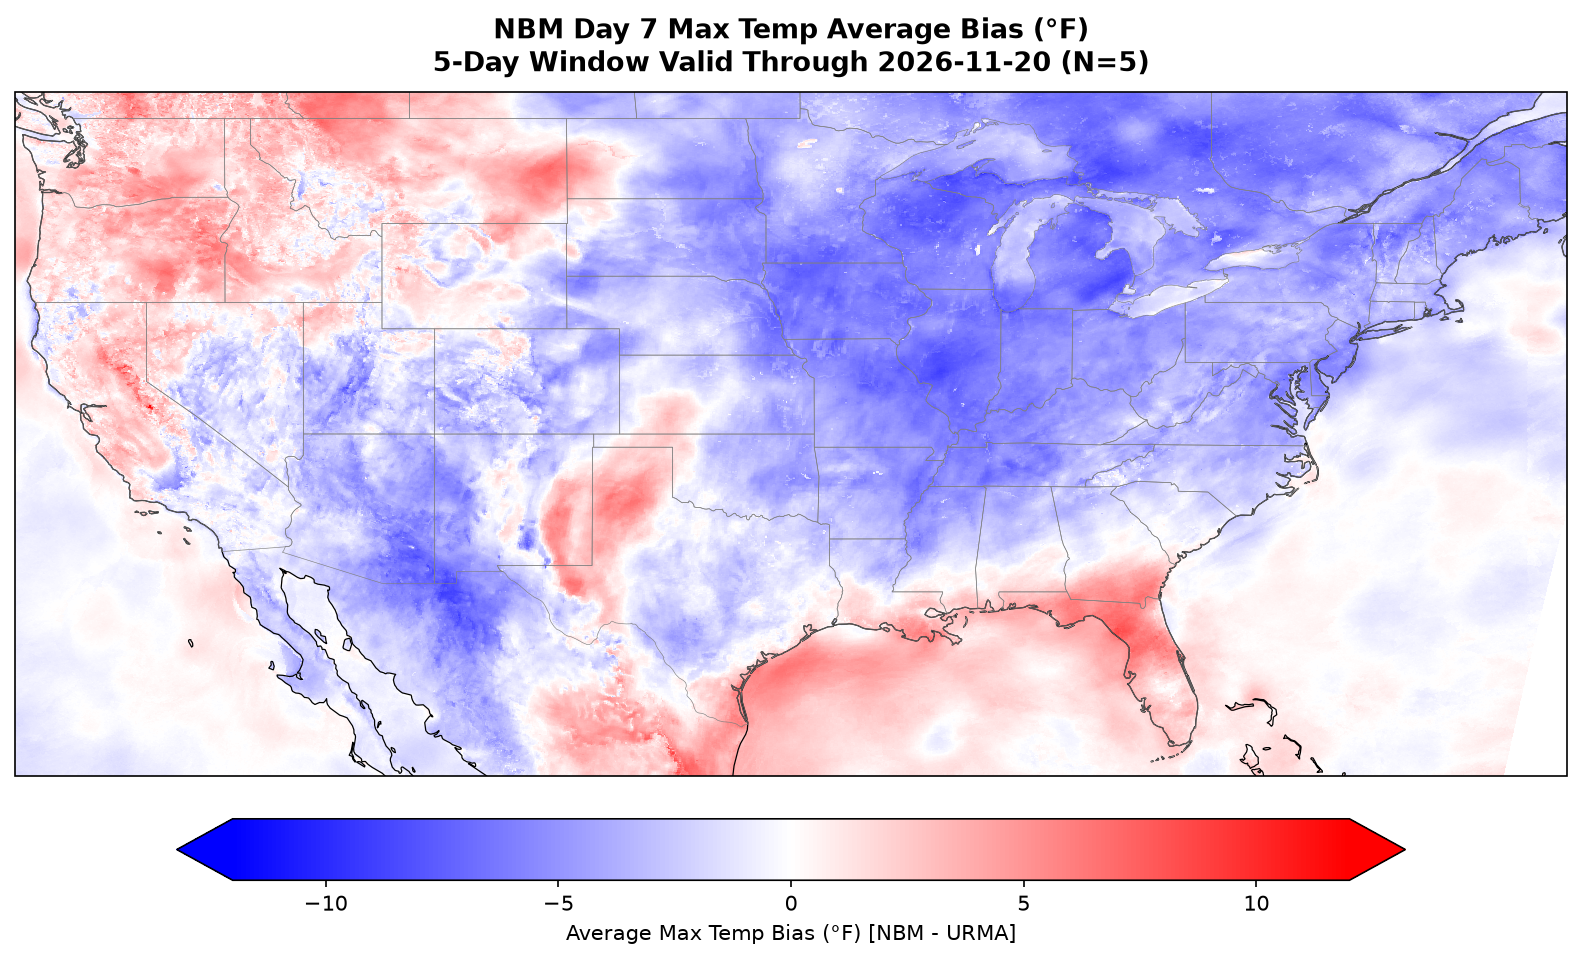 NBM Day 7 Max Temp Average Bias (°F)
5-Day Window Valid Through 2026-11-20 (N=5)
−10 −5 0 5 10
Average Max Temp Bias (°F) [NBM - URMA]